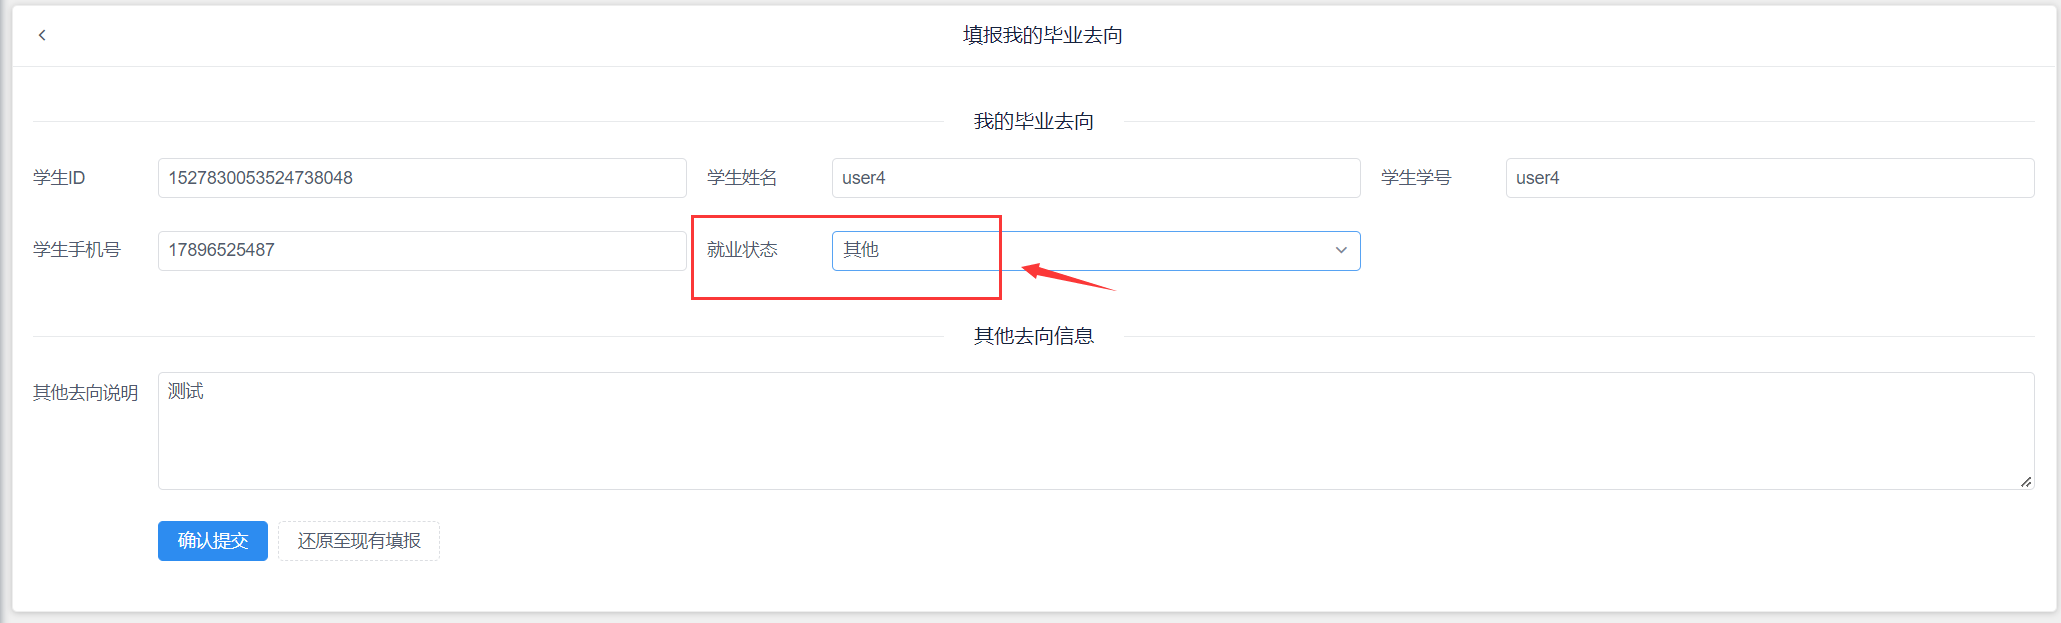 填报我的毕业去向
我的毕业去向
学生ID 1527830053524738048 学生姓名 user4 学生学号 user4
学生手机号 17896525487 就业状态 其他
其他去向信息
其他去向说明 测试
确认提交 还原至现有填报